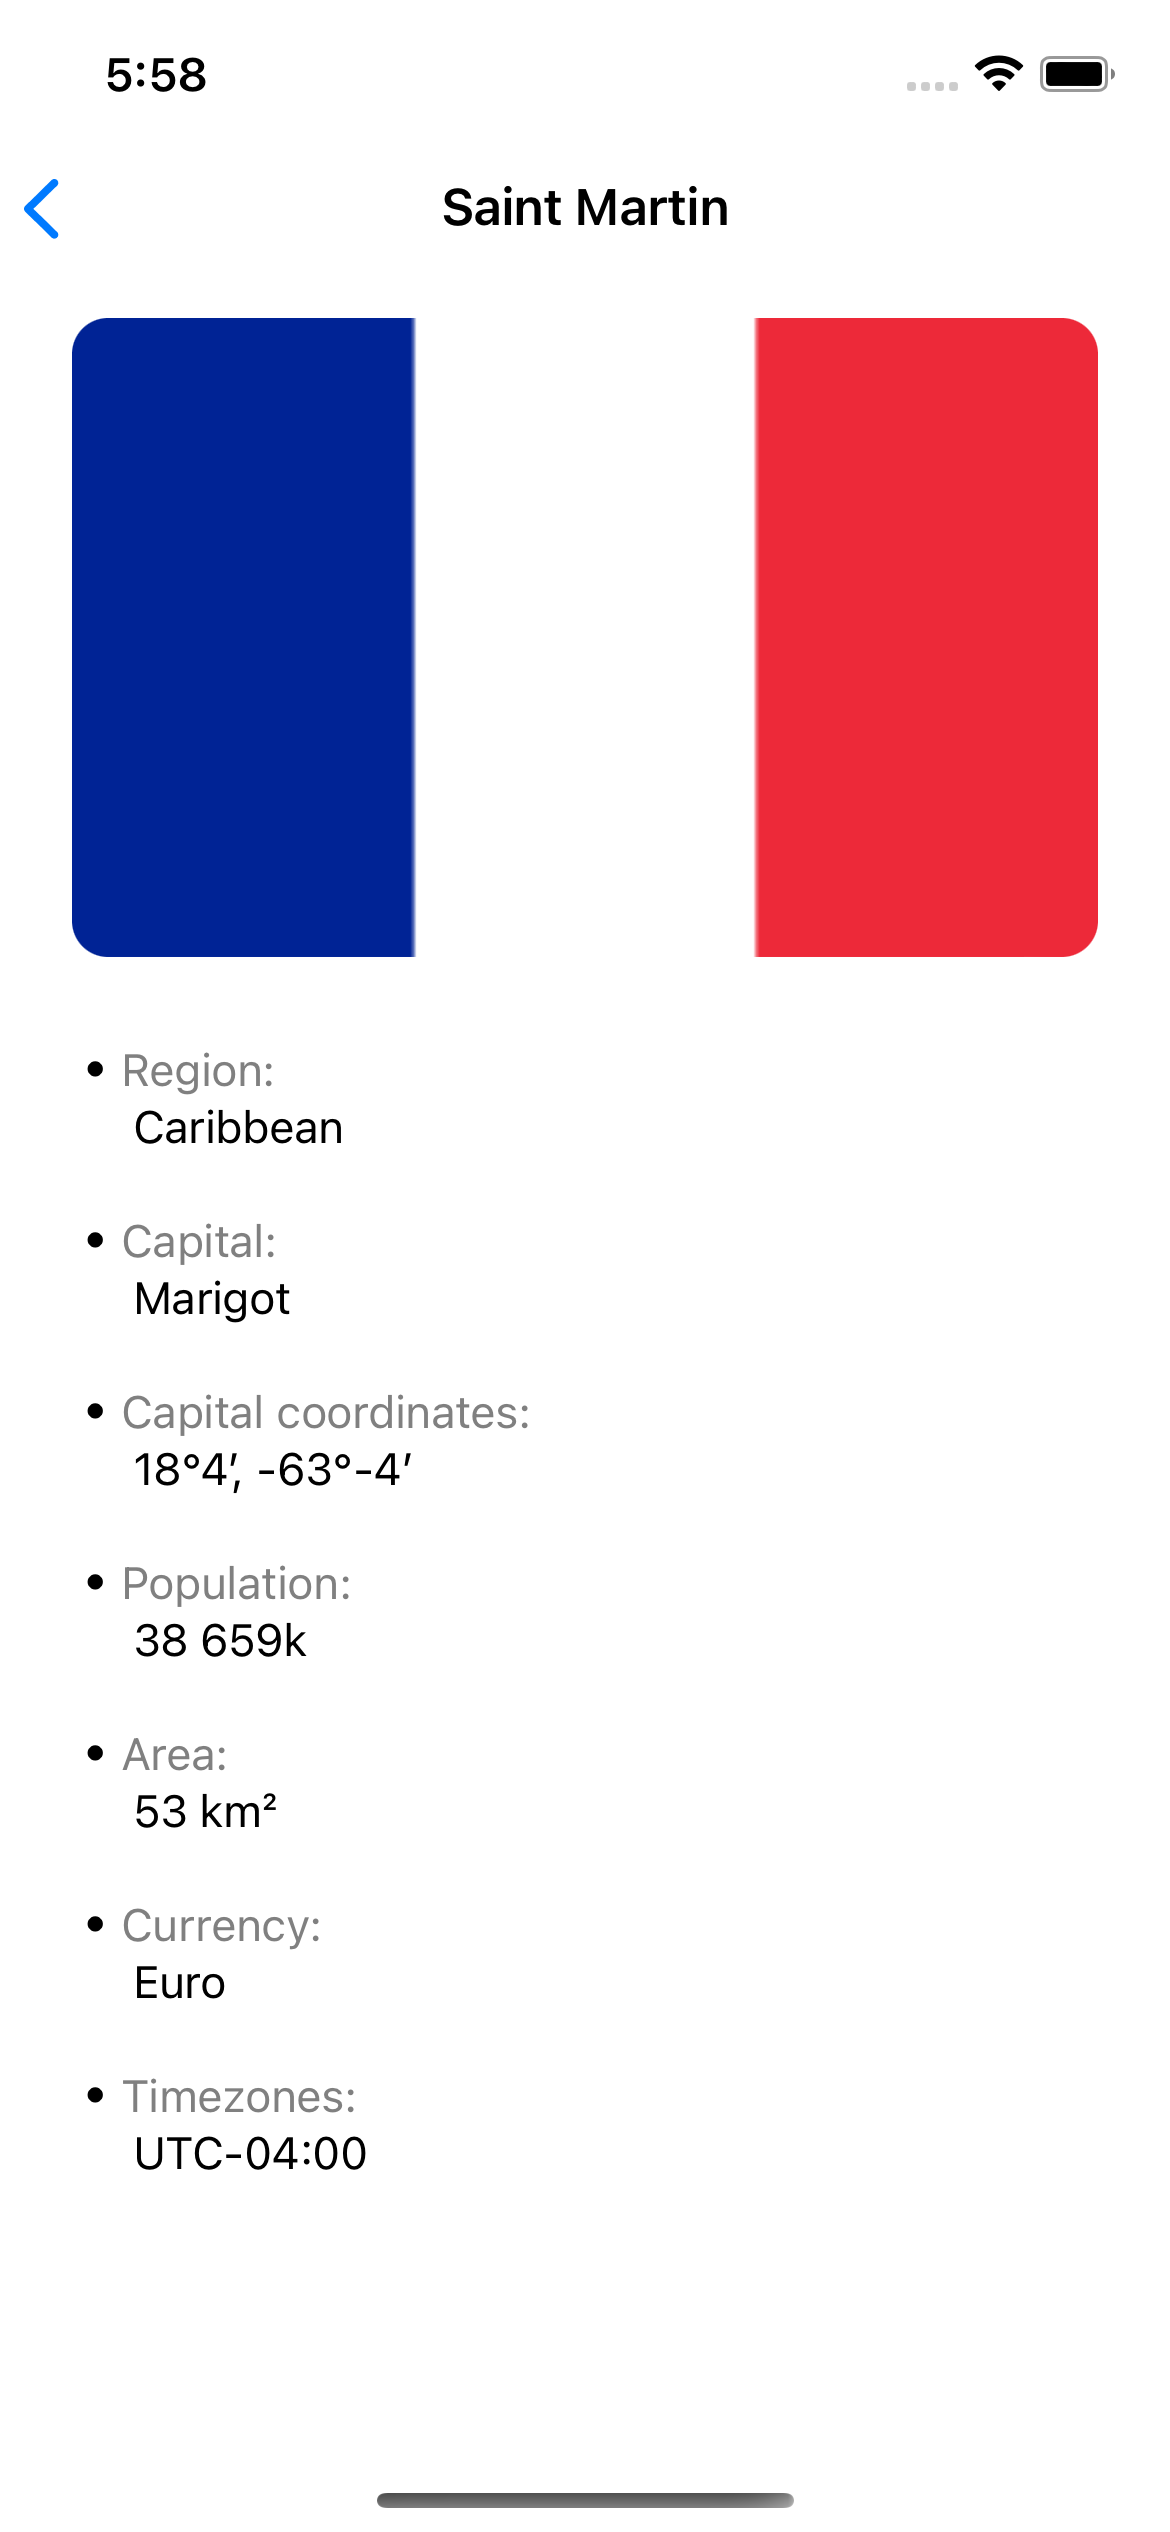 5:58
Saint Martin
• Region:
Caribbean
• Capital:
Marigot
• Capital coordinates:
18°4′, -63°-4′
• Population:
38 659k
• Area:
53 km²
• Currency:
Euro
• Timezones:
UTC-04:00